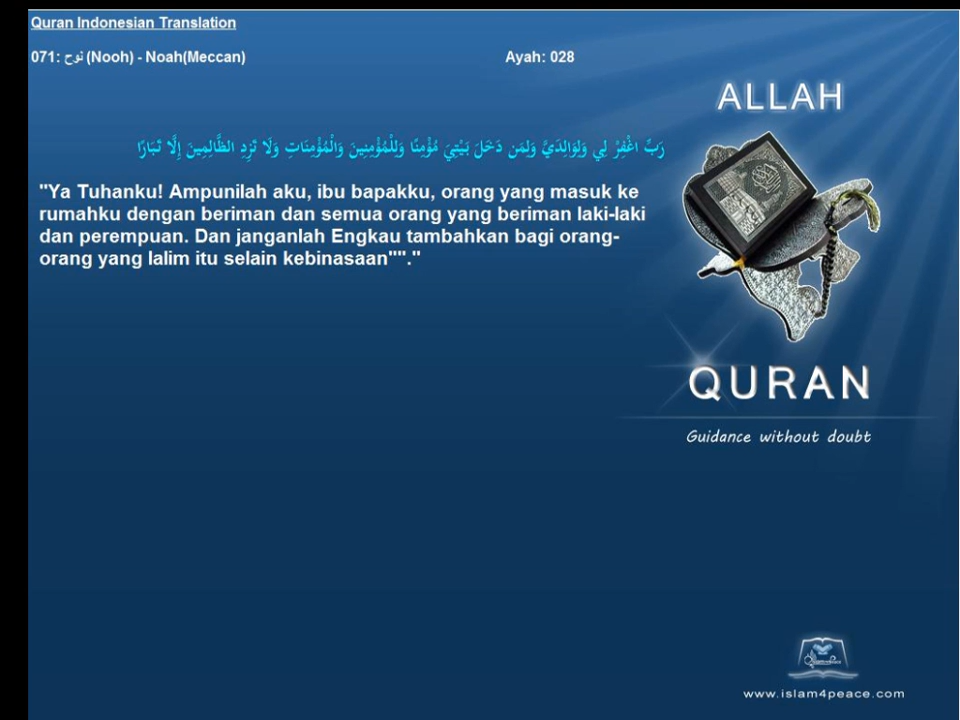 Quran Indonesian Translation
071: نوح (Nooh) - Noah(Meccan) Ayah: 028
ALLAH
رَبِّ اغْفِرْ لِي وَلِوَالِدَيَّ وَلِمَن دَخَلَ بَيْتِيَ مُؤْمِنًا وَلِلْمُؤْمِنِينَ وَالْمُؤْمِنَاتِ وَلَا تَزِدِ الظَّالِمِينَ إِلَّا تَبَارًا
"Ya Tuhanku! Ampunilah aku, ibu bapakku, orang yang masuk ke
rumahku dengan beriman dan semua orang yang beriman laki-laki
dan perempuan. Dan janganlah Engkau tambahkan bagi orang-
orang yang lalim itu selain kebinasaan""."
QURAN
Guidance without doubt
www.islam4peace.com